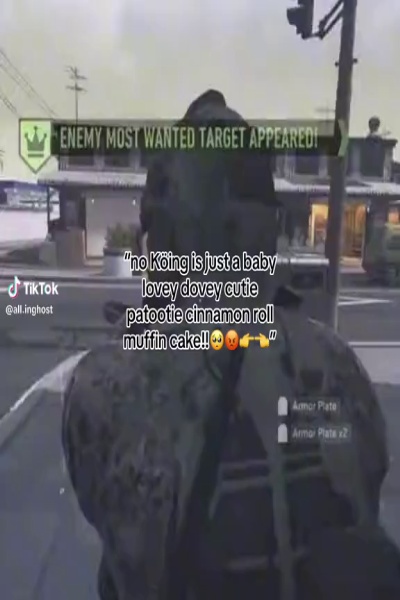 ENEMY MOST WANTED TARGET APPEARED!
"no Köing is just a baby
lovey dovey cutie
patootie cinnamon roll
muffin cake!!🥺😡👉👈"
TikTok
@all.inghost
Armor Plate
Armor Plate x2